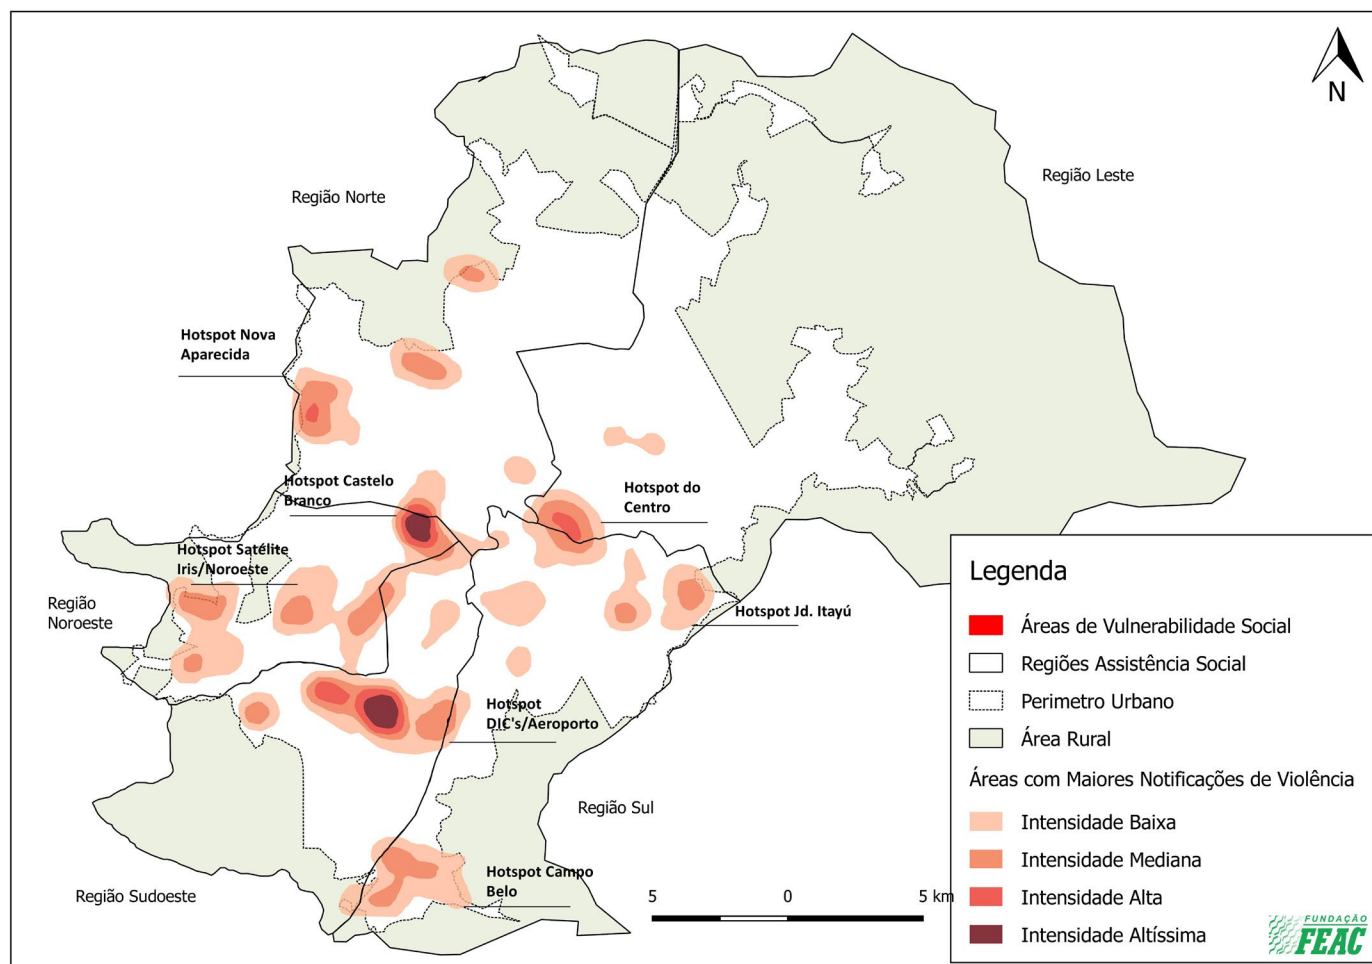 N
Região Norte
Região Leste
Hotspot Nova
Aparecida
Hotspot Castelo
Branco
Hotspot do
Centro
Hotspot Satélite
Iris/Noroeste
Região
Noroeste
Hotspot Jd. Itayú
Hotspot
DIC's/Aeroporto
Região Sul
Hotspot Campo
Belo
Região Sudoeste
5 0 5 km
Legenda
Áreas de Vulnerabilidade Social
Regiões Assistência Social
Perimetro Urbano
Área Rural
Áreas com Maiores Notificações de Violência
Intensidade Baixa
Intensidade Mediana
Intensidade Alta
Intensidade Altíssima
FUNDAÇÃO
FEAC